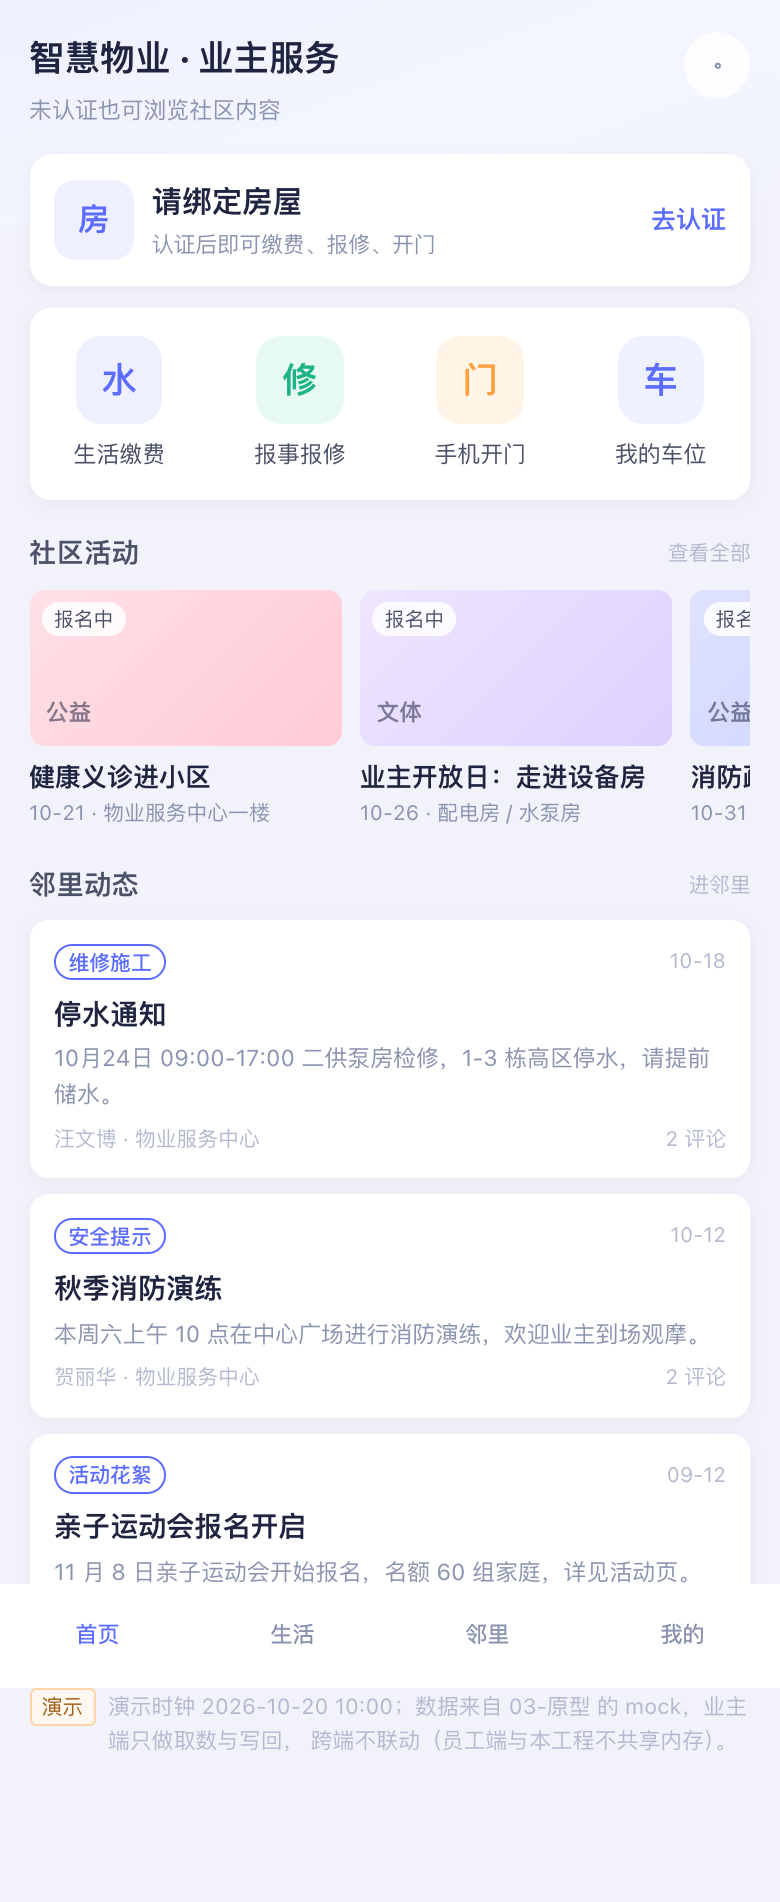 智慧物业 · 业主服务
未认证也可浏览社区内容
房
请绑定房屋
认证后即可缴费、报修、开门
去认证
水
修
门
车
生活缴费
报事报修
手机开门
我的车位
社区活动
查看全部
报名中
公益
健康义诊进小区
10-21 · 物业服务中心一楼
报名中
文体
业主开放日：走进设备房
10-26 · 配电房 / 水泵房
报名
公益
消防
10-31
邻里动态
进邻里
维修施工
10-18
停水通知
10月24日 09:00-17:00 二供泵房检修，1-3 栋高区停水，请提前
储水。
汪文博 · 物业服务中心
2 评论
安全提示
10-12
秋季消防演练
本周六上午 10 点在中心广场进行消防演练，欢迎业主到场观摩。
贺丽华 · 物业服务中心
2 评论
活动花絮
09-12
亲子运动会报名开启
11 月 8 日亲子运动会开始报名，名额 60 组家庭，详见活动页。
首页
生活
邻里
我的
演示
演示时钟 2026-10-20 10:00；数据来自 03-原型 的 mock，业主
端只做取数与写回， 跨端不联动（员工端与本工程不共享内存）。